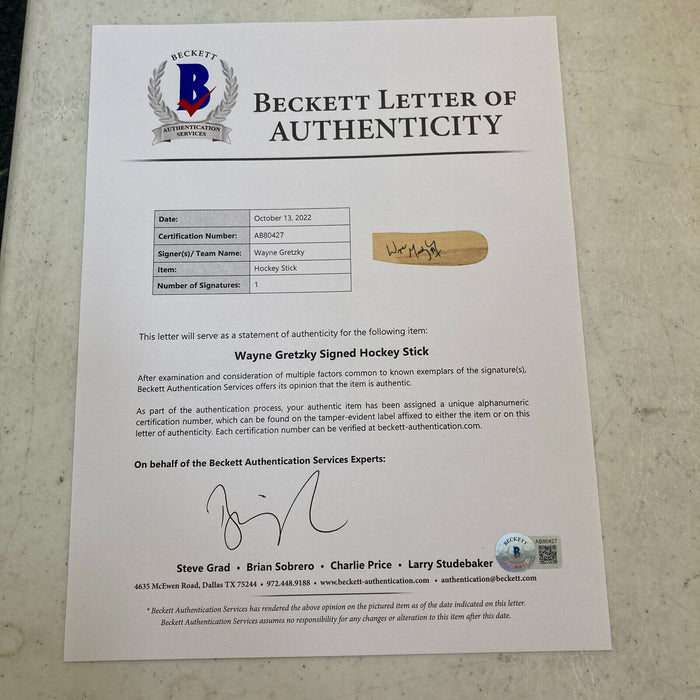 BECKETT
B
AUTHENTICATION
SERVICES
BECKETT LETTER OF
AUTHENTICITY
Date: October 13, 2022
Certification Number: AB80427
Signer(s)/ Team Name: Wayne Gretzky
Item: Hockey Stick
Number of Signatures: 1
This letter will serve as a statement of authenticity for the following item:
Wayne Gretzky Signed Hockey Stick
After examination and consideration of multiple factors common to known exemplars of the signature(s),
Beckett Authentication Services offers its opinion that the item is authentic.
As part of the authentication process, your authentic item has been assigned a unique alphanumeric
certification number, which can be found on the tamper-evident label affixed to either the item or on this
letter of authenticity. Each certification number can be verified at beckett-authentication.com.
On behalf of the Beckett Authentication Services Experts:
BECKETT
B
AB80427
Steve Grad • Brian Sobrero • Charlie Price • Larry Studebaker
4635 McEwen Road, Dallas TX 75244 • 972.448.9188 • www.beckett-authentication.com • authentication@beckett.com
* Beckett Authentication Services has rendered the above opinion on the pictured item as of the date indicated on this letter.
Beckett Authentication Services assumes no responsibility for any changes or alteration to this item after this date.